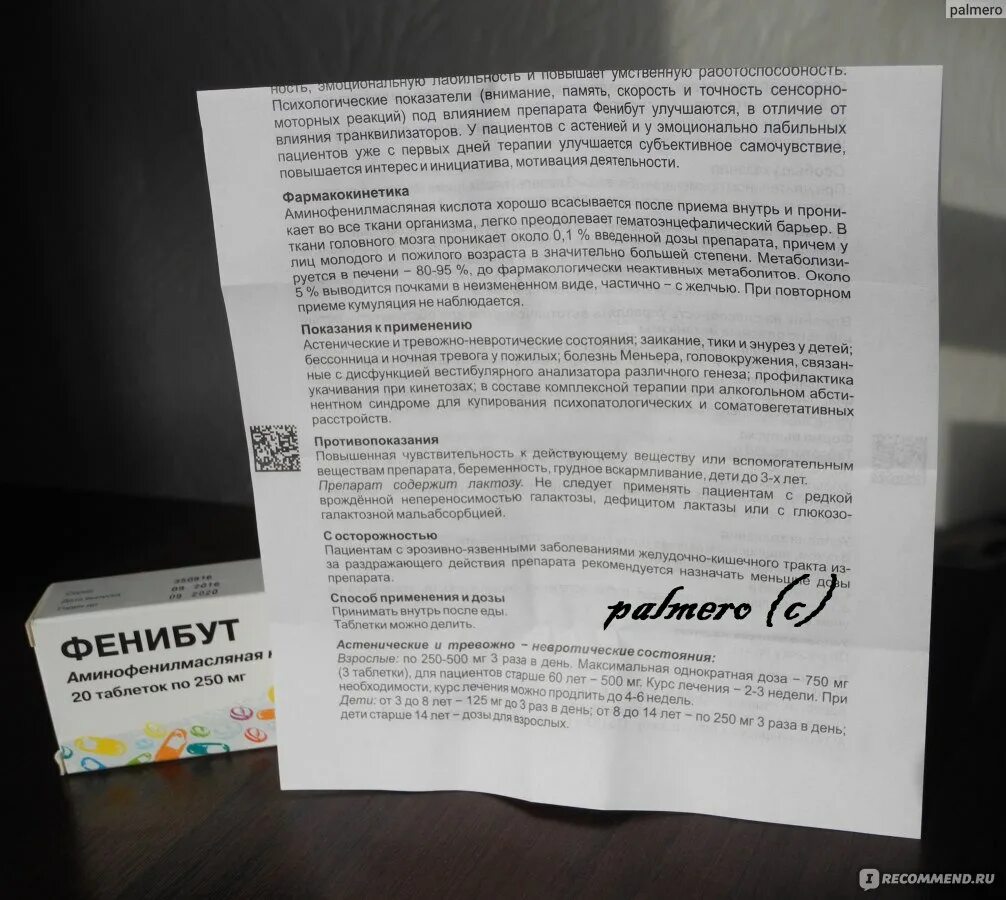 palmero
ность, эмоциональную лабильность и повышает умственную работоспособность.
Психологические показатели (внимание, память, скорость и точность сенсорно-
моторных реакций) под влиянием препарата Фенибут улучшаются, в отличие от
влияния транквилизаторов. У пациентов с астенией и у эмоционально лабильных
пациентов уже с первых дней терапии улучшается субъективное самочувствие,
повышается интерес и инициатива, мотивация деятельности.
Фармакокинетика
Аминофенилмасляная кислота хорошо всасывается после приема внутрь и прони-
кает во все ткани организма, легко преодолевает гематоэнцефалический барьер. В
ткани головного мозга проникает около 0,1 % введенной дозы препарата, причем у
лиц молодого и пожилого возраста в значительно большей степени. Метаболизи-
руется в печени – 80-95 %, до фармакологически неактивных метаболитов. Около
5 % выводится почками в неизмененном виде, частично – с желчью. При повторном
приеме кумуляция не наблюдается.
Показания к применению
Астенические и тревожно-невротические состояния; заикание, тики и энурез у детей;
бессонница и ночная тревога у пожилых; болезнь Меньера, головокружения, связан-
ные с дисфункцией вестибулярного анализатора различного генеза; профилактика
укачивания при кинетозах; в составе комплексной терапии при алкогольном абсти-
нентном синдроме для купирования психопатологических и соматовегетативных
расстройств.
Противопоказания
Повышенная чувствительность к действующему веществу или вспомогательным
веществам препарата, беременность, грудное вскармливание, дети до 3-х лет.
Препарат содержит лактозу. Не следует применять пациентам с редкой
врождённой непереносимостью галактозы, дефицитом лактазы или с глюкозо-
галактозной мальабсорбцией.
С осторожностью
Пациентам с эрозивно-язвенными заболеваниями желудочно-кишечного тракта из-
за раздражающего действия препарата рекомендуется назначать меньшие дозы
препарата.
Способ применения и дозы
Принимать внутрь после еды.
Таблетки можно делить.
Астенические и тревожно – невротические состояния:
Взрослые: по 250-500 мг 3 раза в день. Максимальная однократная доза – 750 мг
(3 таблетки), для пациентов старше 60 лет – 500 мг. Курс лечения – 2-3 недели. При
необходимости, курс лечения можно продлить до 4-6 недель.
Дети: от 3 до 8 лет – 125 мг до 3 раз в день; от 8 до 14 лет – по 250 мг 3 раза в день;
дети старше 14 лет – дозы для взрослых.
palmero (c)
350916
09 2016
09 2020
ФЕНИБУТ
Аминофенилмасляная
20 таблеток по 250 мг
IRECOMMEND.RU